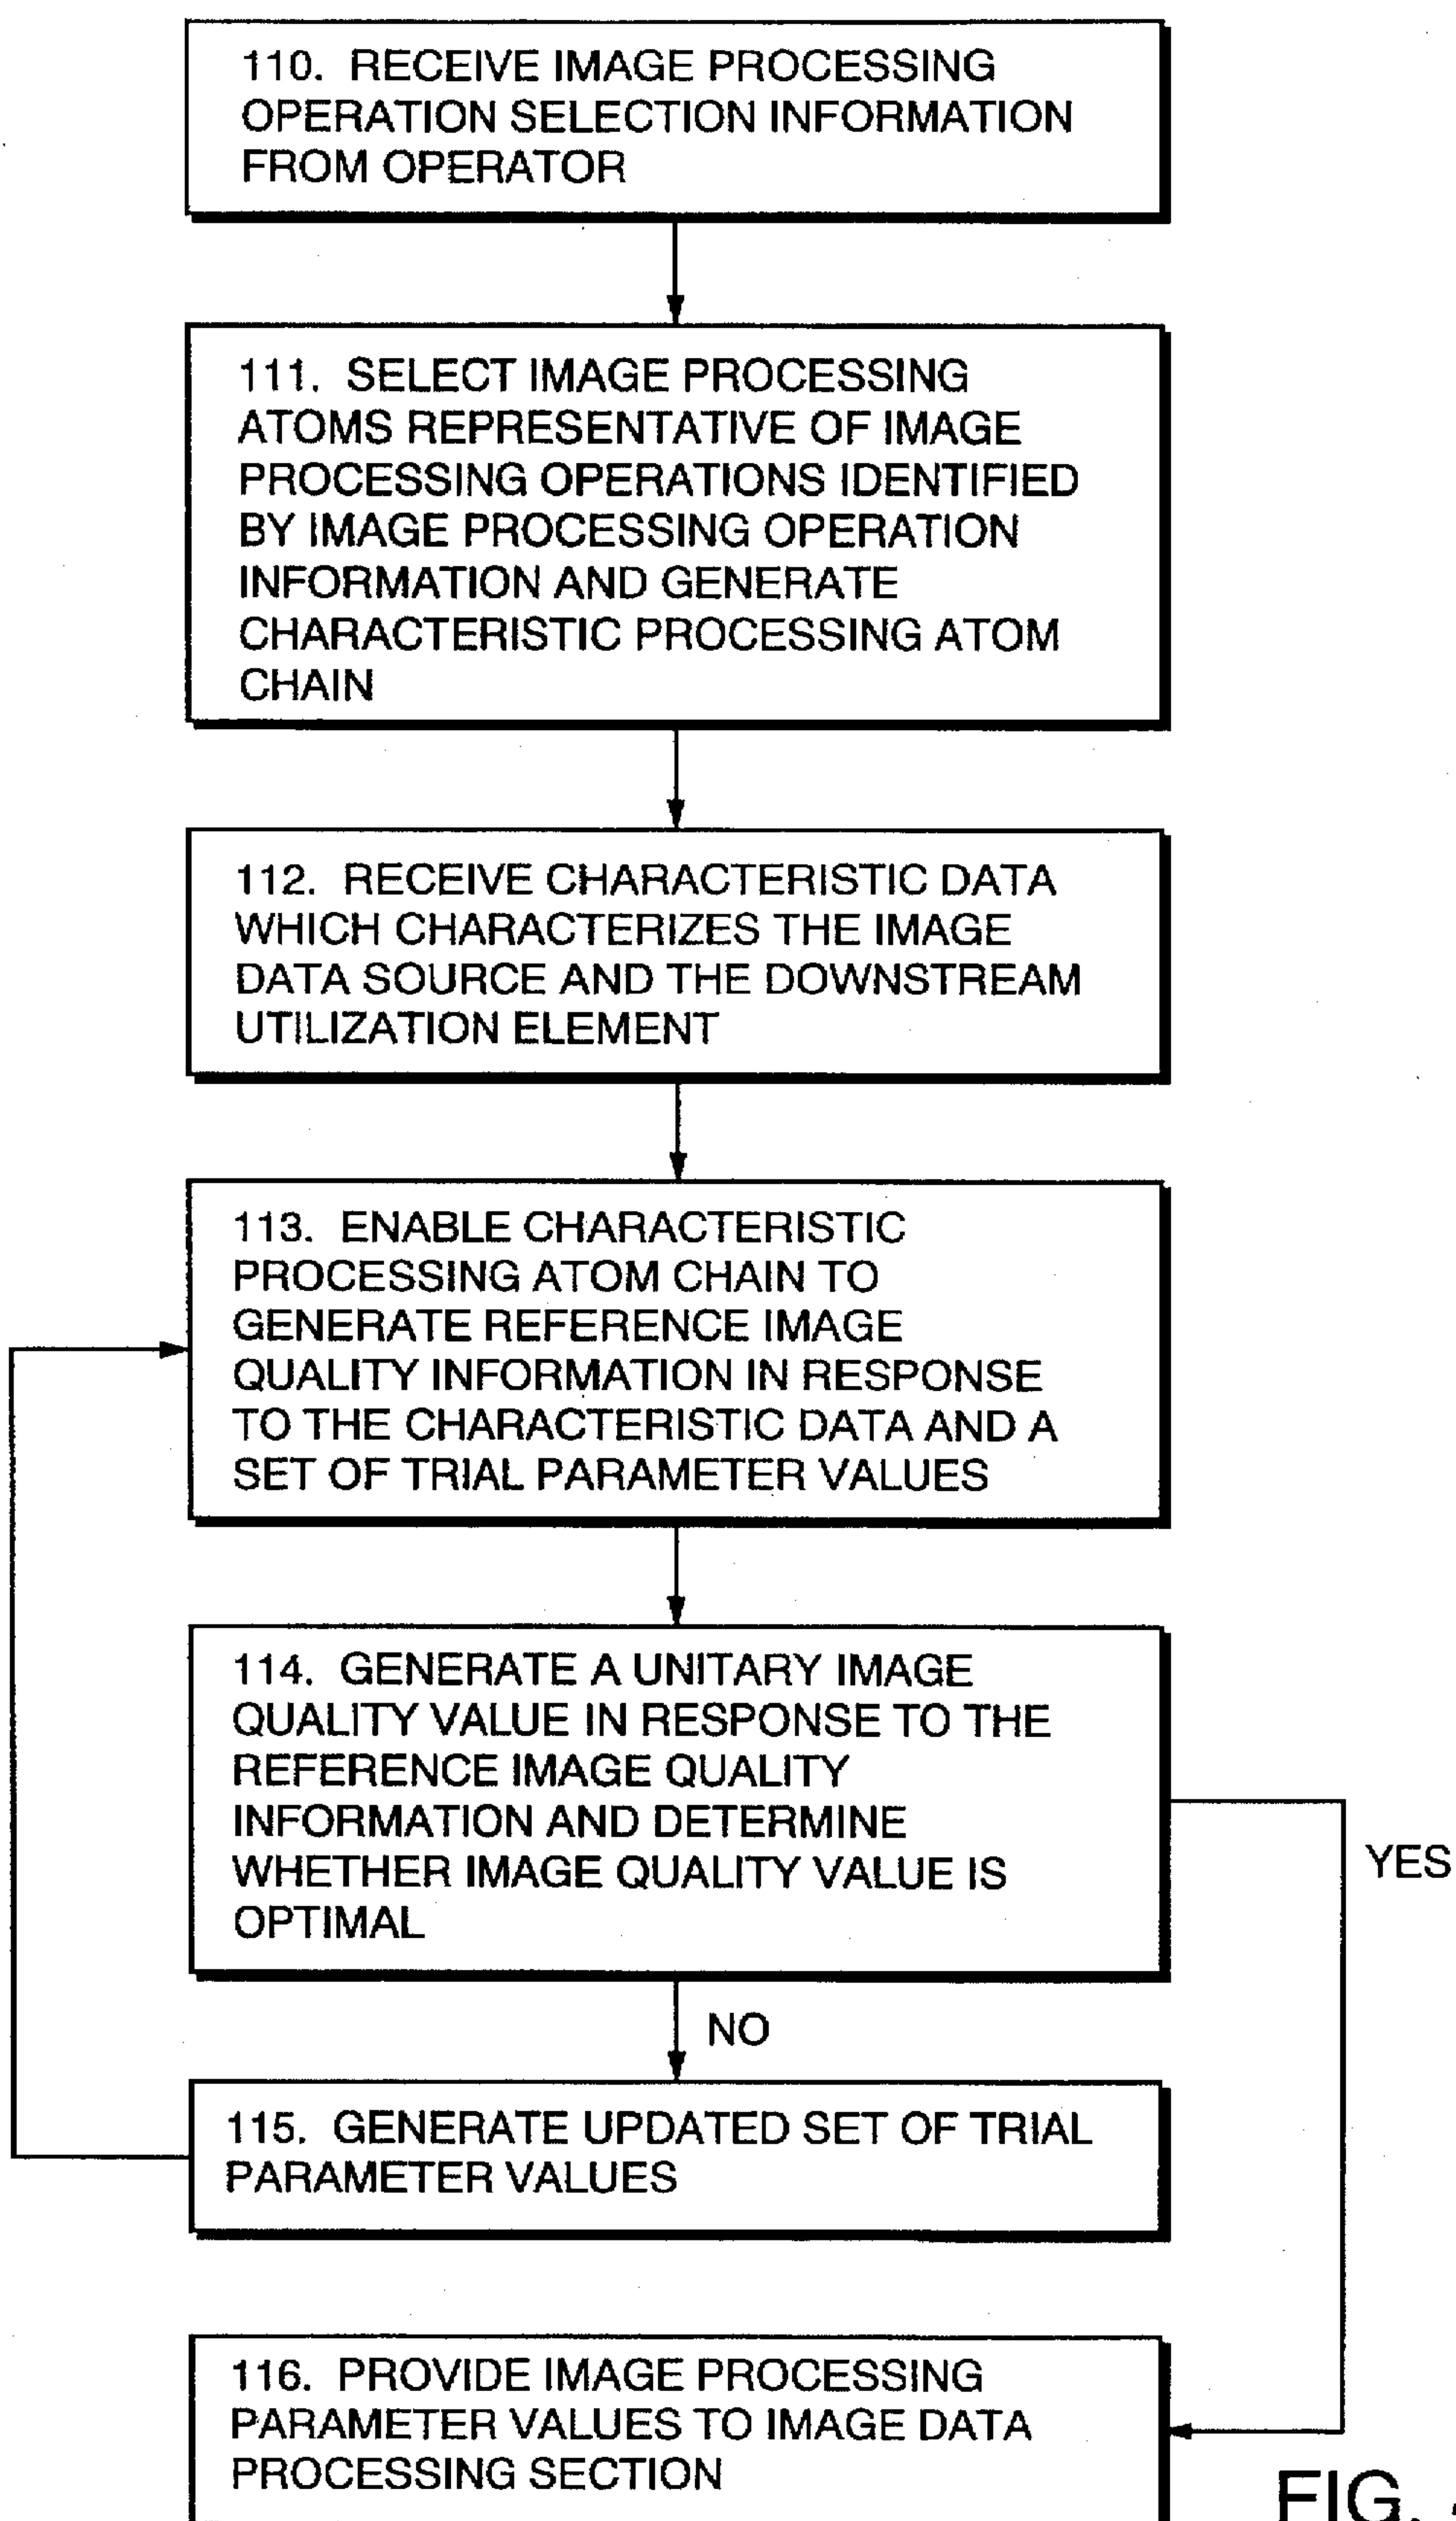 110. RECEIVE IMAGE PROCESSING
OPERATION SELECTION INFORMATION
FROM OPERATOR
111. SELECT IMAGE PROCESSING
ATOMS REPRESENTATIVE OF IMAGE
PROCESSING OPERATIONS IDENTIFIED
BY IMAGE PROCESSING OPERATION
INFORMATION AND GENERATE
CHARACTERISTIC PROCESSING ATOM
CHAIN
112. RECEIVE CHARACTERISTIC DATA
WHICH CHARACTERIZES THE IMAGE
DATA SOURCE AND THE DOWNSTREAM
UTILIZATION ELEMENT
113. ENABLE CHARACTERISTIC
PROCESSING ATOM CHAIN TO
GENERATE REFERENCE IMAGE
QUALITY INFORMATION IN RESPONSE
TO THE CHARACTERISTIC DATA AND A
SET OF TRIAL PARAMETER VALUES
114. GENERATE A UNITARY IMAGE
QUALITY VALUE IN RESPONSE TO THE
REFERENCE IMAGE QUALITY
INFORMATION AND DETERMINE
WHETHER IMAGE QUALITY VALUE IS
OPTIMAL
YES
NO
115. GENERATE UPDATED SET OF TRIAL
PARAMETER VALUES
116. PROVIDE IMAGE PROCESSING
PARAMETER VALUES TO IMAGE DATA
PROCESSING SECTION
FIG.